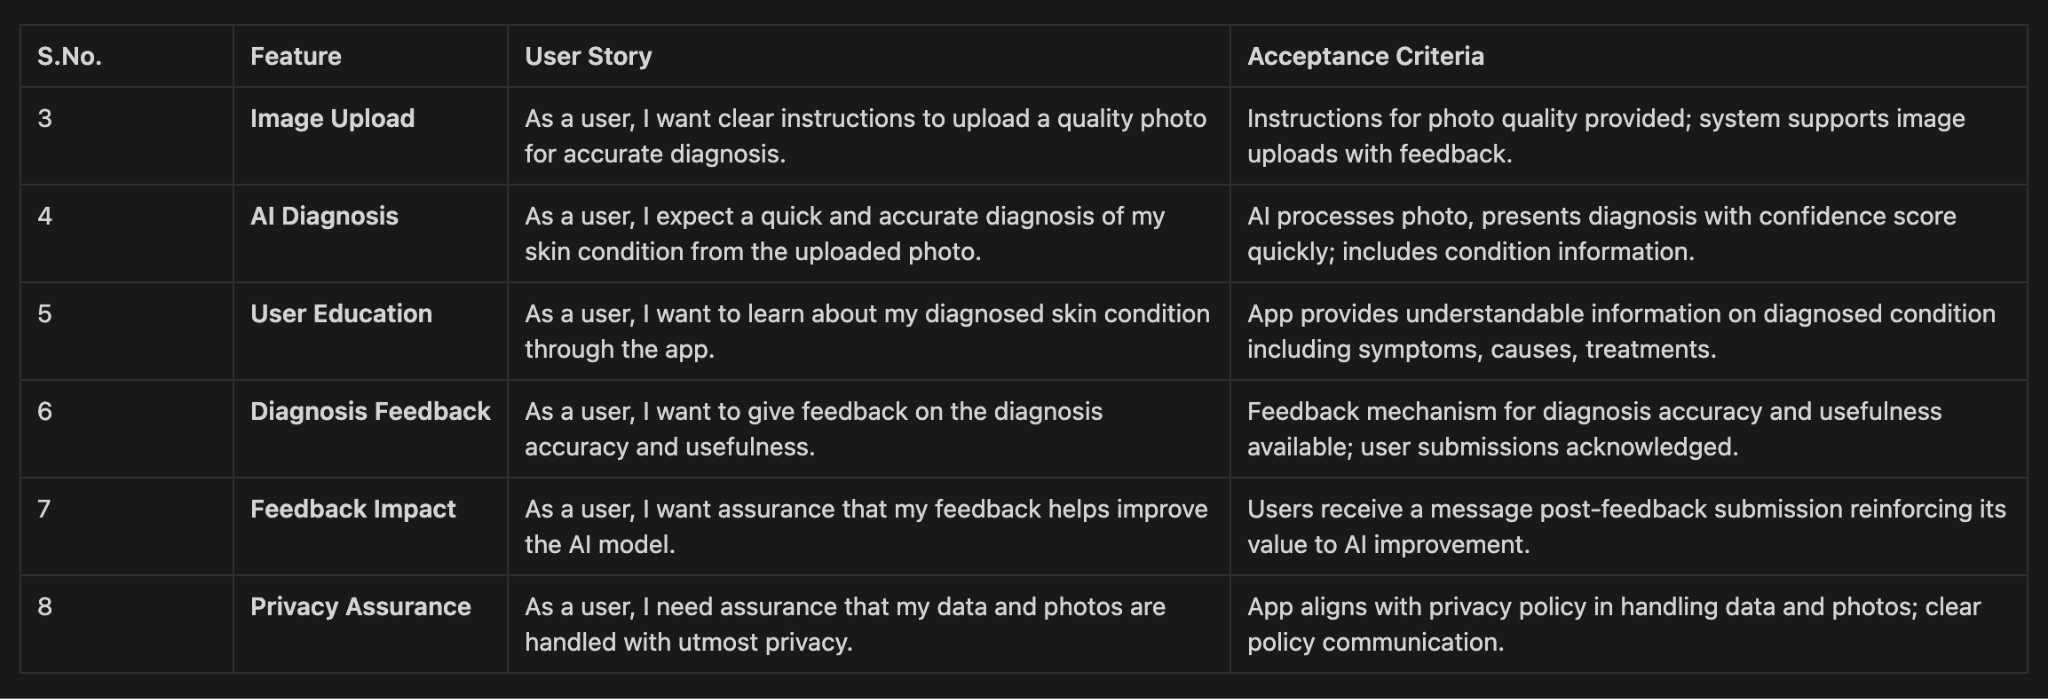 S.No. Feature User Story Acceptance Criteria
3 Image Upload As a user, I want clear instructions to upload a quality photo Instructions for photo quality provided; system supports image
for accurate diagnosis. uploads with feedback.
4 AI Diagnosis As a user, I expect a quick and accurate diagnosis of my AI processes photo, presents diagnosis with confidence score
skin condition from the uploaded photo. quickly; includes condition information.
5 User Education As a user, I want to learn about my diagnosed skin condition App provides understandable information on diagnosed condition
through the app. including symptoms, causes, treatments.
6 Diagnosis Feedback As a user, I want to give feedback on the diagnosis Feedback mechanism for diagnosis accuracy and usefulness
accuracy and usefulness. available; user submissions acknowledged.
7 Feedback Impact As a user, I want assurance that my feedback helps improve Users receive a message post-feedback submission reinforcing its
the AI model. value to AI improvement.
8 Privacy Assurance As a user, I need assurance that my data and photos are App aligns with privacy policy in handling data and photos; clear
handled with utmost privacy. policy communication.